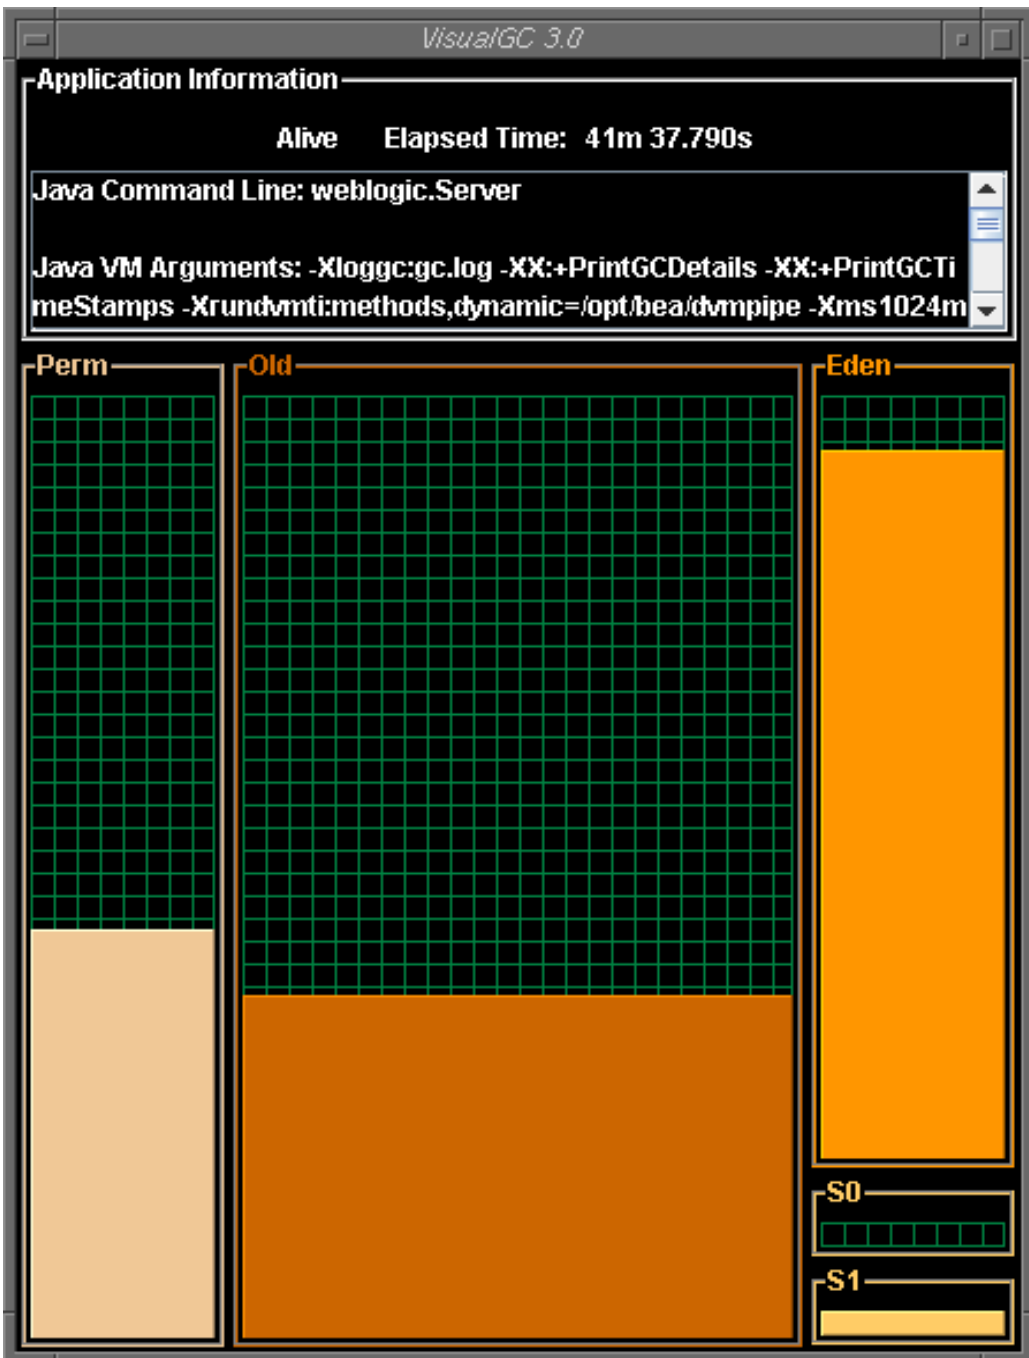 VisualGC 3.0
Application Information
Alive Elapsed Time: 41m 37.790s
Java Command Line: weblogic.Server
Java VM Arguments: -Xloggc:gc.log -XX:+PrintGCDetails -XX:+PrintGCTi
meStamps -Xrundvmti:methods,dynamic=/opt/bea/dvmpipe -Xms1024m
Perm
Old
Eden
S0
S1